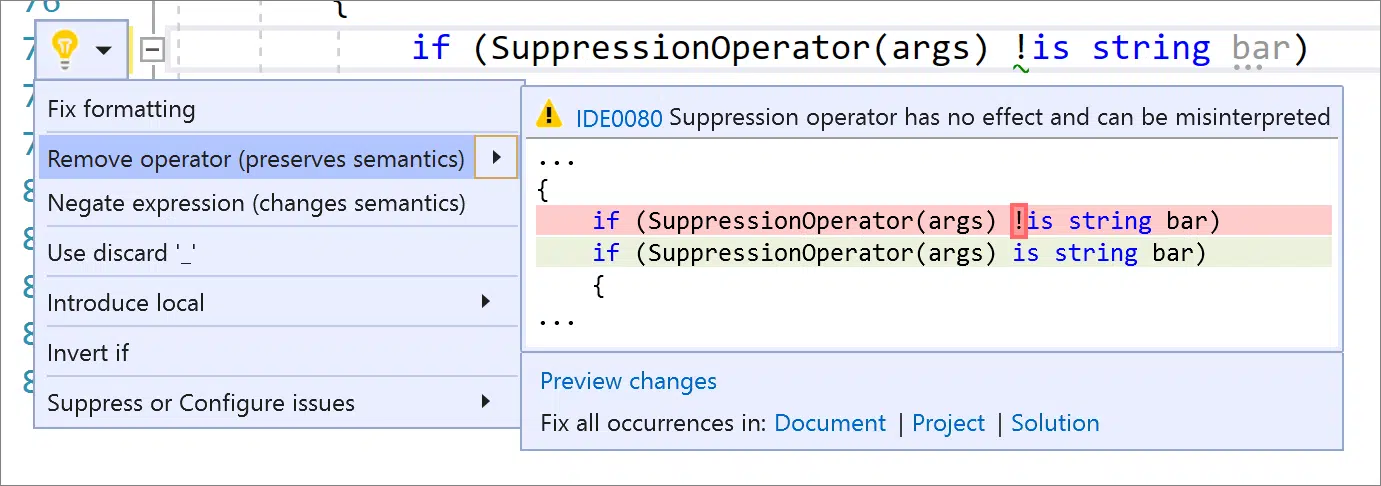 76
{
7
if (SuppressionOperator(args) !is string bar)
Fix formatting
Remove operator (preserves semantics)
Negate expression (changes semantics)
Use discard '_'
Introduce local
Invert if
Suppress or Configure issues
IDE0080 Suppression operator has no effect and can be misinterpreted
...
{
if (SuppressionOperator(args) !is string bar)
if (SuppressionOperator(args) is string bar)
{
...
Preview changes
Fix all occurrences in: Document | Project | Solution